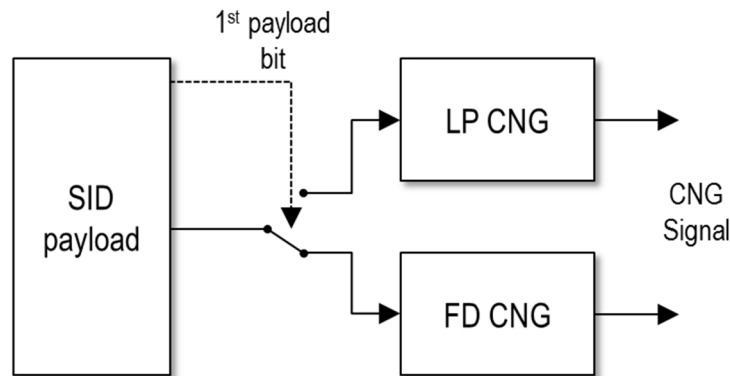 1st payload
bit
LP CNG
SID
payload
CNG
Signal
FD CNG